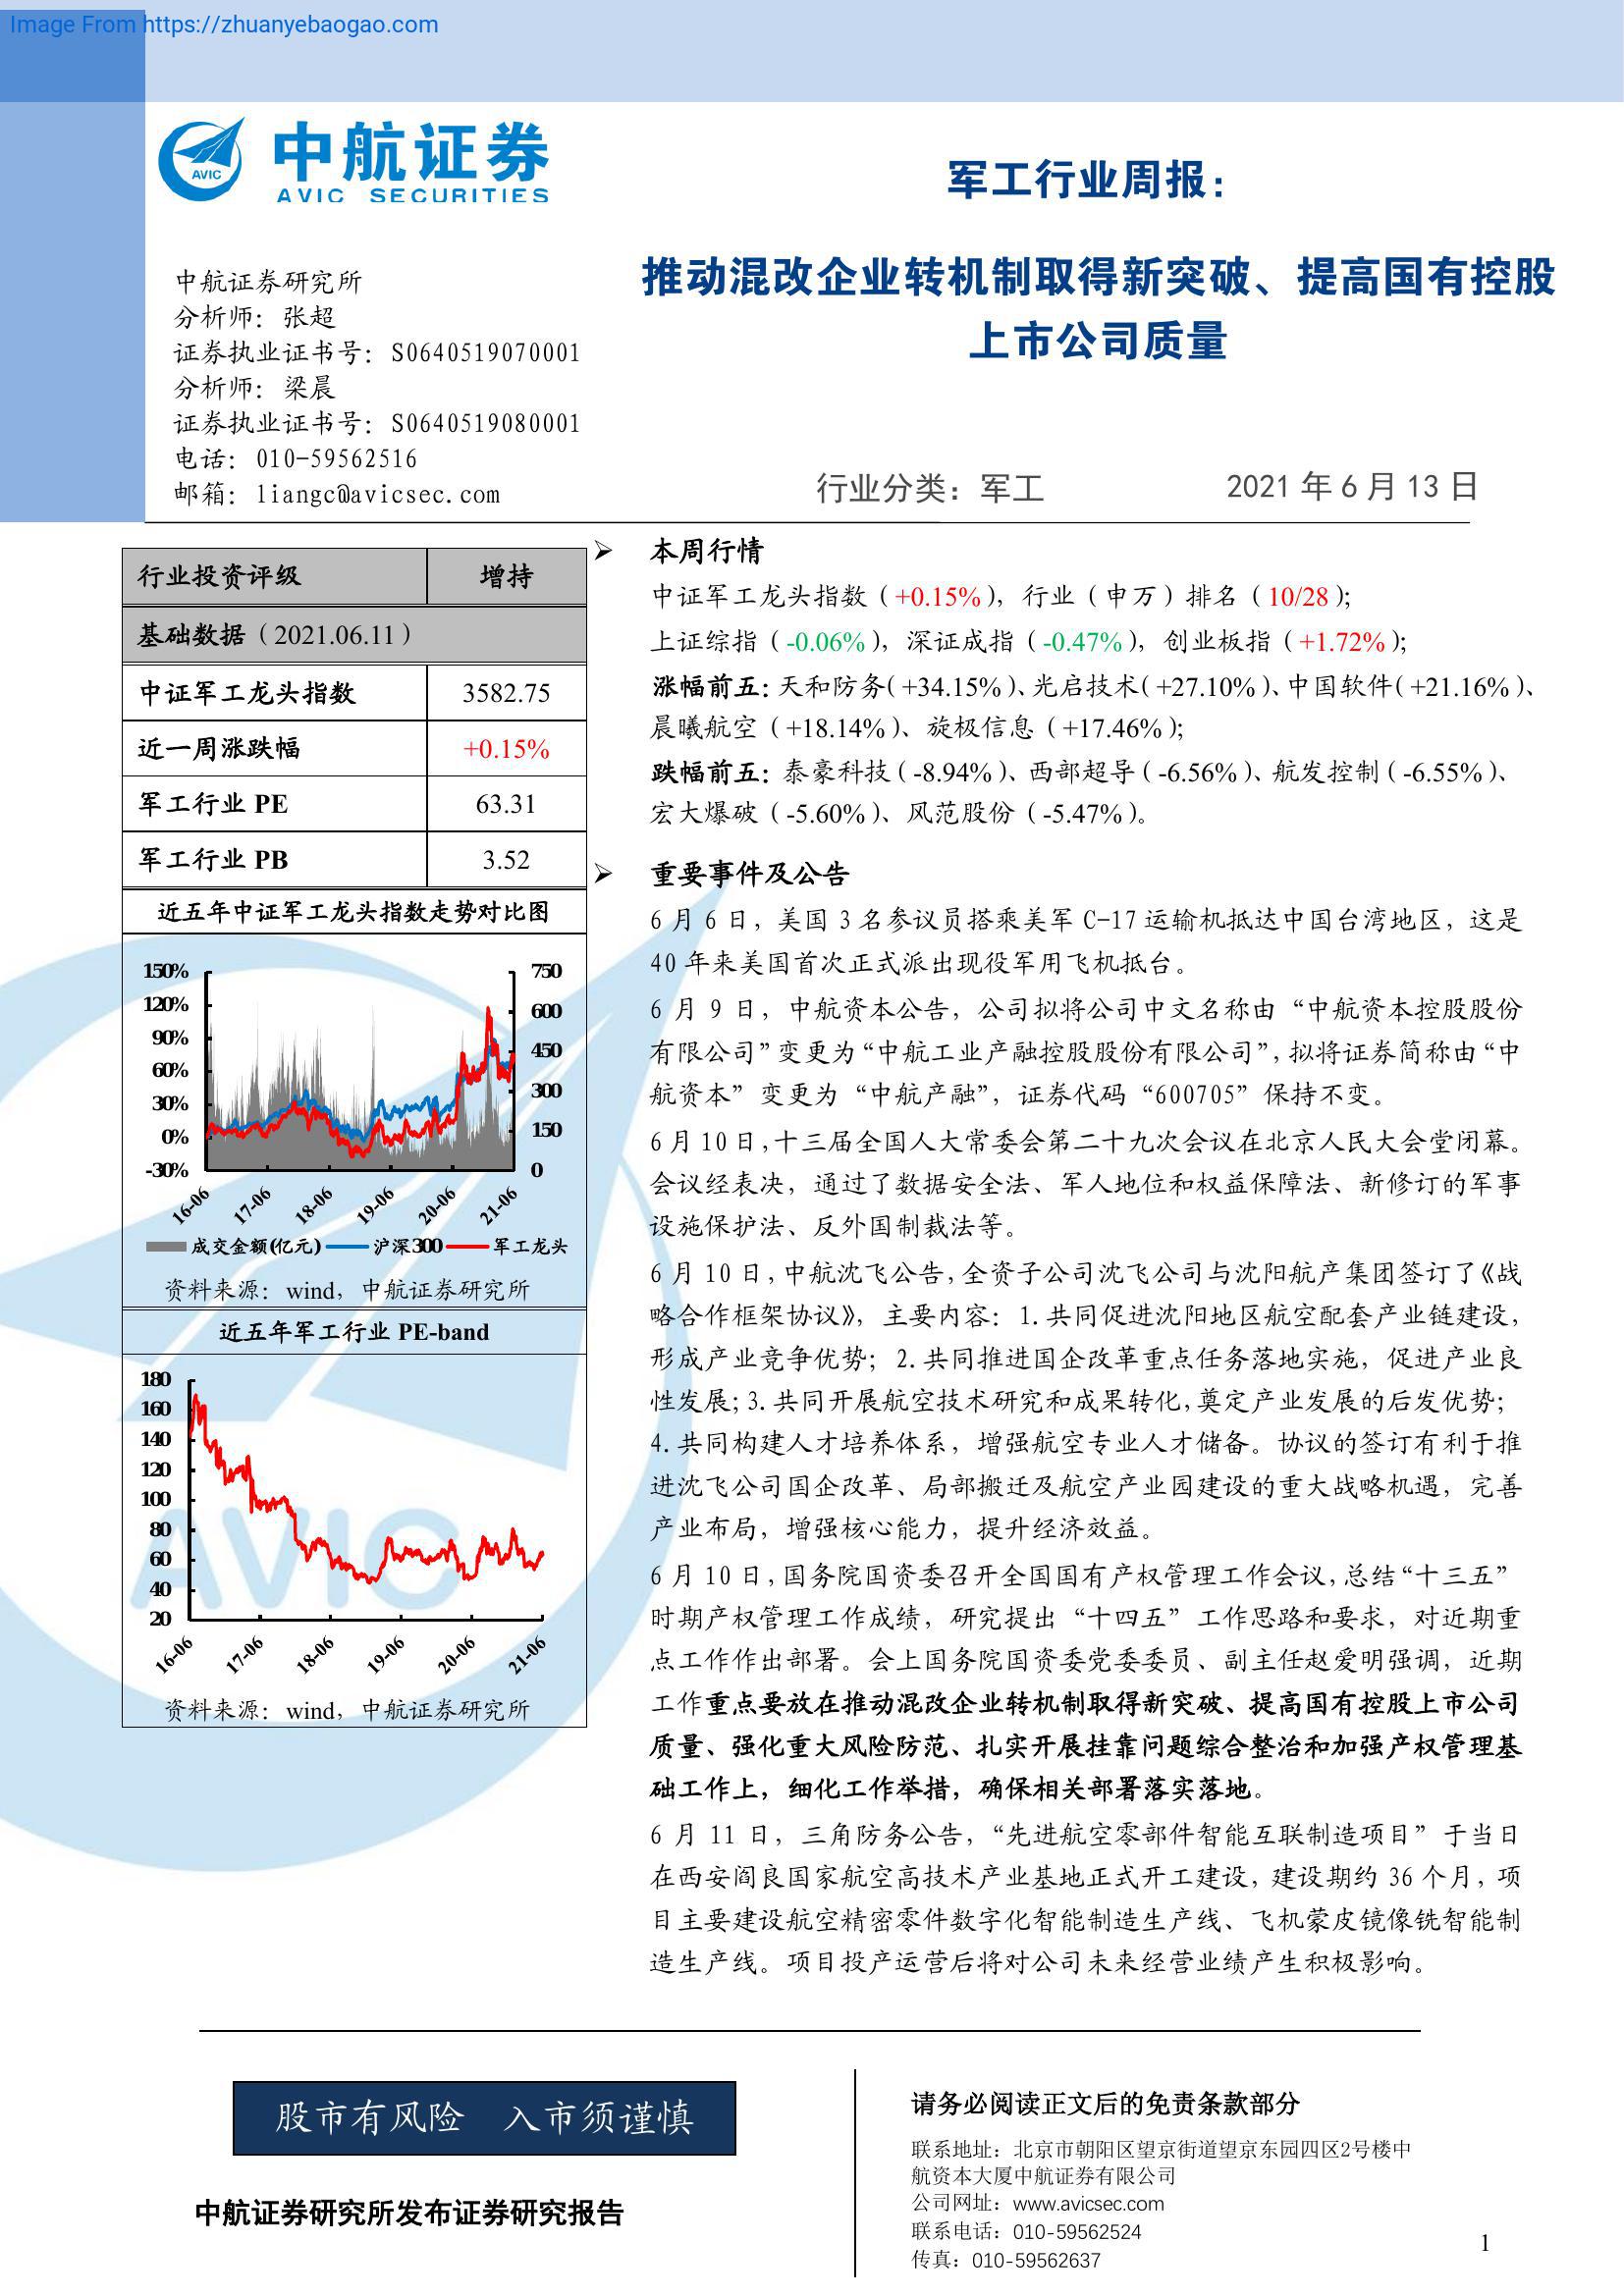 Image From https://zhuanyebaogao.com
中航证券
AVIC SECURITIES
AVIC
军工行业周报：
推动混改企业转机制取得新突破、提高国有控股
上市公司质量
中航证券研究所
分析师：张超
证券执业证书号：S0640519070001
分析师：梁晨
证券执业证书号：S0640519080001
电话：010-59562516
邮箱：liangc@avicsec.com
行业分类：军工
2021 年 6 月 13 日
行业投资评级 增持
基础数据（2021.06.11）
中证军工龙头指数 3582.75
近一周涨跌幅 +0.15%
军工行业 PE 63.31
军工行业 PB 3.52
近五年中证军工龙头指数走势对比图
150% 750
120% 600
90% 450
60% 300
30% 150
0% 0
-30%
16-06 17-06 18-06 19-06 20-06 21-06
成交金额(亿元) 沪深300 军工龙头
资料来源：wind，中航证券研究所
近五年军工行业 PE-band
180
160
140
120
100
80
60
40
20
16-06 17-06 18-06 19-06 20-06 21-06
资料来源：wind，中航证券研究所
AVIC
➢ 本周行情
中证军工龙头指数（+0.15%），行业（申万）排名（10/28）；
上证综指（-0.06%），深证成指（-0.47%），创业板指（+1.72%）；
涨幅前五：天和防务（+34.15%）、光启技术（+27.10%）、中国软件（+21.16%）、
晨曦航空（+18.14%）、旋极信息（+17.46%）；
跌幅前五：泰豪科技（-8.94%）、西部超导（-6.56%）、航发控制（-6.55%）、
宏大爆破（-5.60%）、风范股份（-5.47%）。
➢ 重要事件及公告
6 月 6 日，美国 3 名参议员搭乘美军 C-17 运输机抵达中国台湾地区，这是
40 年来美国首次正式派出现役军用飞机抵台。
6 月 9 日，中航资本公告，公司拟将公司中文名称由“中航资本控股股份
有限公司”变更为“中航工业产融控股股份有限公司”，拟将证券简称由“中
航资本”变更为“中航产融”，证券代码“600705”保持不变。
6 月 10 日，十三届全国人大常委会第二十九次会议在北京人民大会堂闭幕。
会议经表决，通过了数据安全法、军人地位和权益保障法、新修订的军事
设施保护法、反外国制裁法等。
6 月 10 日，中航沈飞公告，全资子公司沈飞公司与沈阳航产集团签订了《战
略合作框架协议》，主要内容：1.共同促进沈阳地区航空配套产业链建设，
形成产业竞争优势；2.共同推进国企改革重点任务落地实施，促进产业良
性发展；3.共同开展航空技术研究和成果转化，奠定产业发展的后发优势；
4.共同构建人才培养体系，增强航空专业人才储备。协议的签订有利于推
进沈飞公司国企改革、局部搬迁及航空产业园建设的重大战略机遇，完善
产业布局，增强核心能力，提升经济效益。
6 月 10 日，国务院国资委召开全国国有产权管理工作会议，总结“十三五”
时期产权管理工作成绩，研究提出“十四五”工作思路和要求，对近期重
点工作作出部署。会上国务院国资委党委委员、副主任赵爱明强调，近期
工作重点要放在推动混改企业转机制取得新突破、提高国有控股上市公司
质量、强化重大风险防范、扎实开展挂靠问题综合整治和加强产权管理基
础工作上，细化工作举措，确保相关部署落实落地。
6 月 11 日，三角防务公告，“先进航空零部件智能互联制造项目”于当日
在西安阎良国家航空高技术产业基地正式开工建设，建设期约 36 个月，项
目主要建设航空精密零件数字化智能制造生产线、飞机蒙皮镜像铣智能制
造生产线。项目投产运营后将对公司未来经营业绩产生积极影响。
股市有风险 入市须谨慎
中航证券研究所发布证券研究报告
请务必阅读正文后的免责条款部分
联系地址：北京市朝阳区望京街道望京东园四区2号楼中
航资本大厦中航证券有限公司
公司网址：www.avicsec.com
联系电话：010-59562524
传真：010-59562637
1